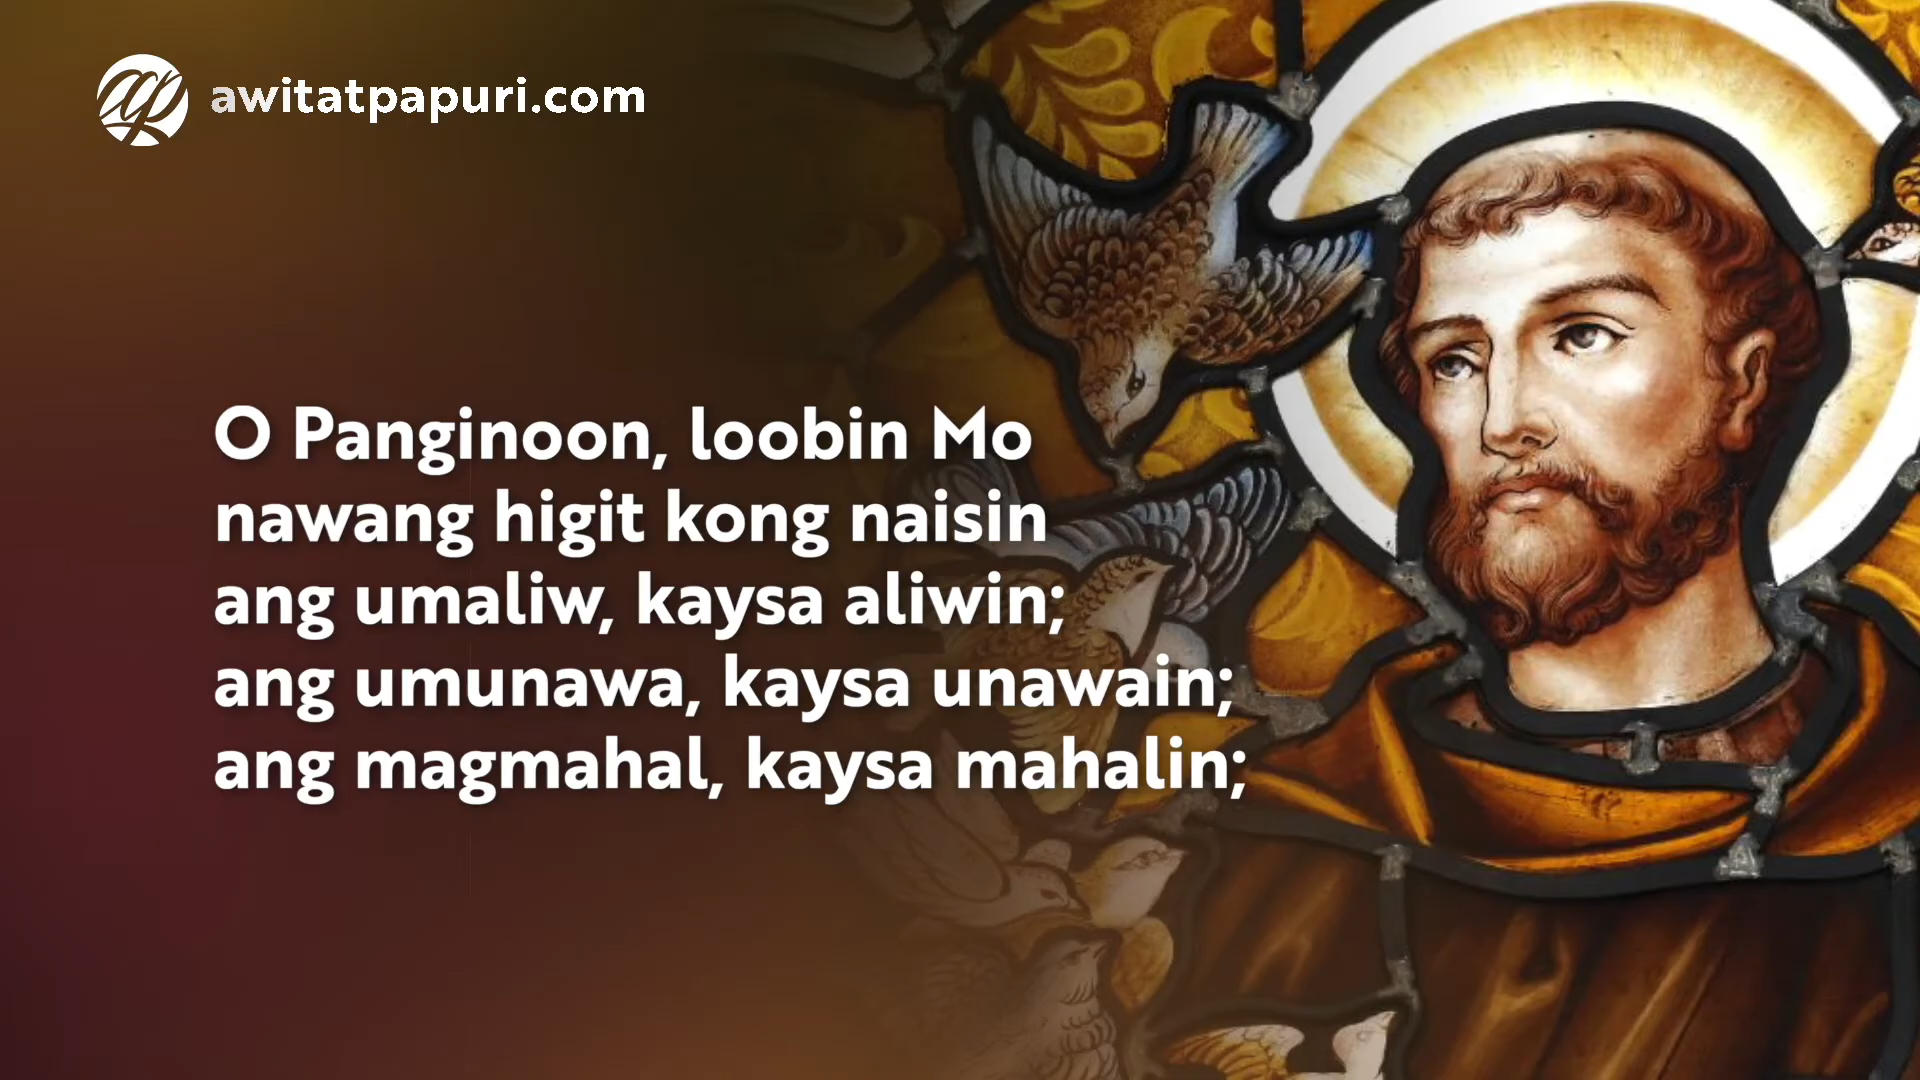 awitatpapuri.com
O Panginoon, loobin Mo
nawang higit kong naisin
ang umaliw, kaysa aliwin;
ang umunawa, kaysa unawain;
ang magmahal, kaysa mahalin;